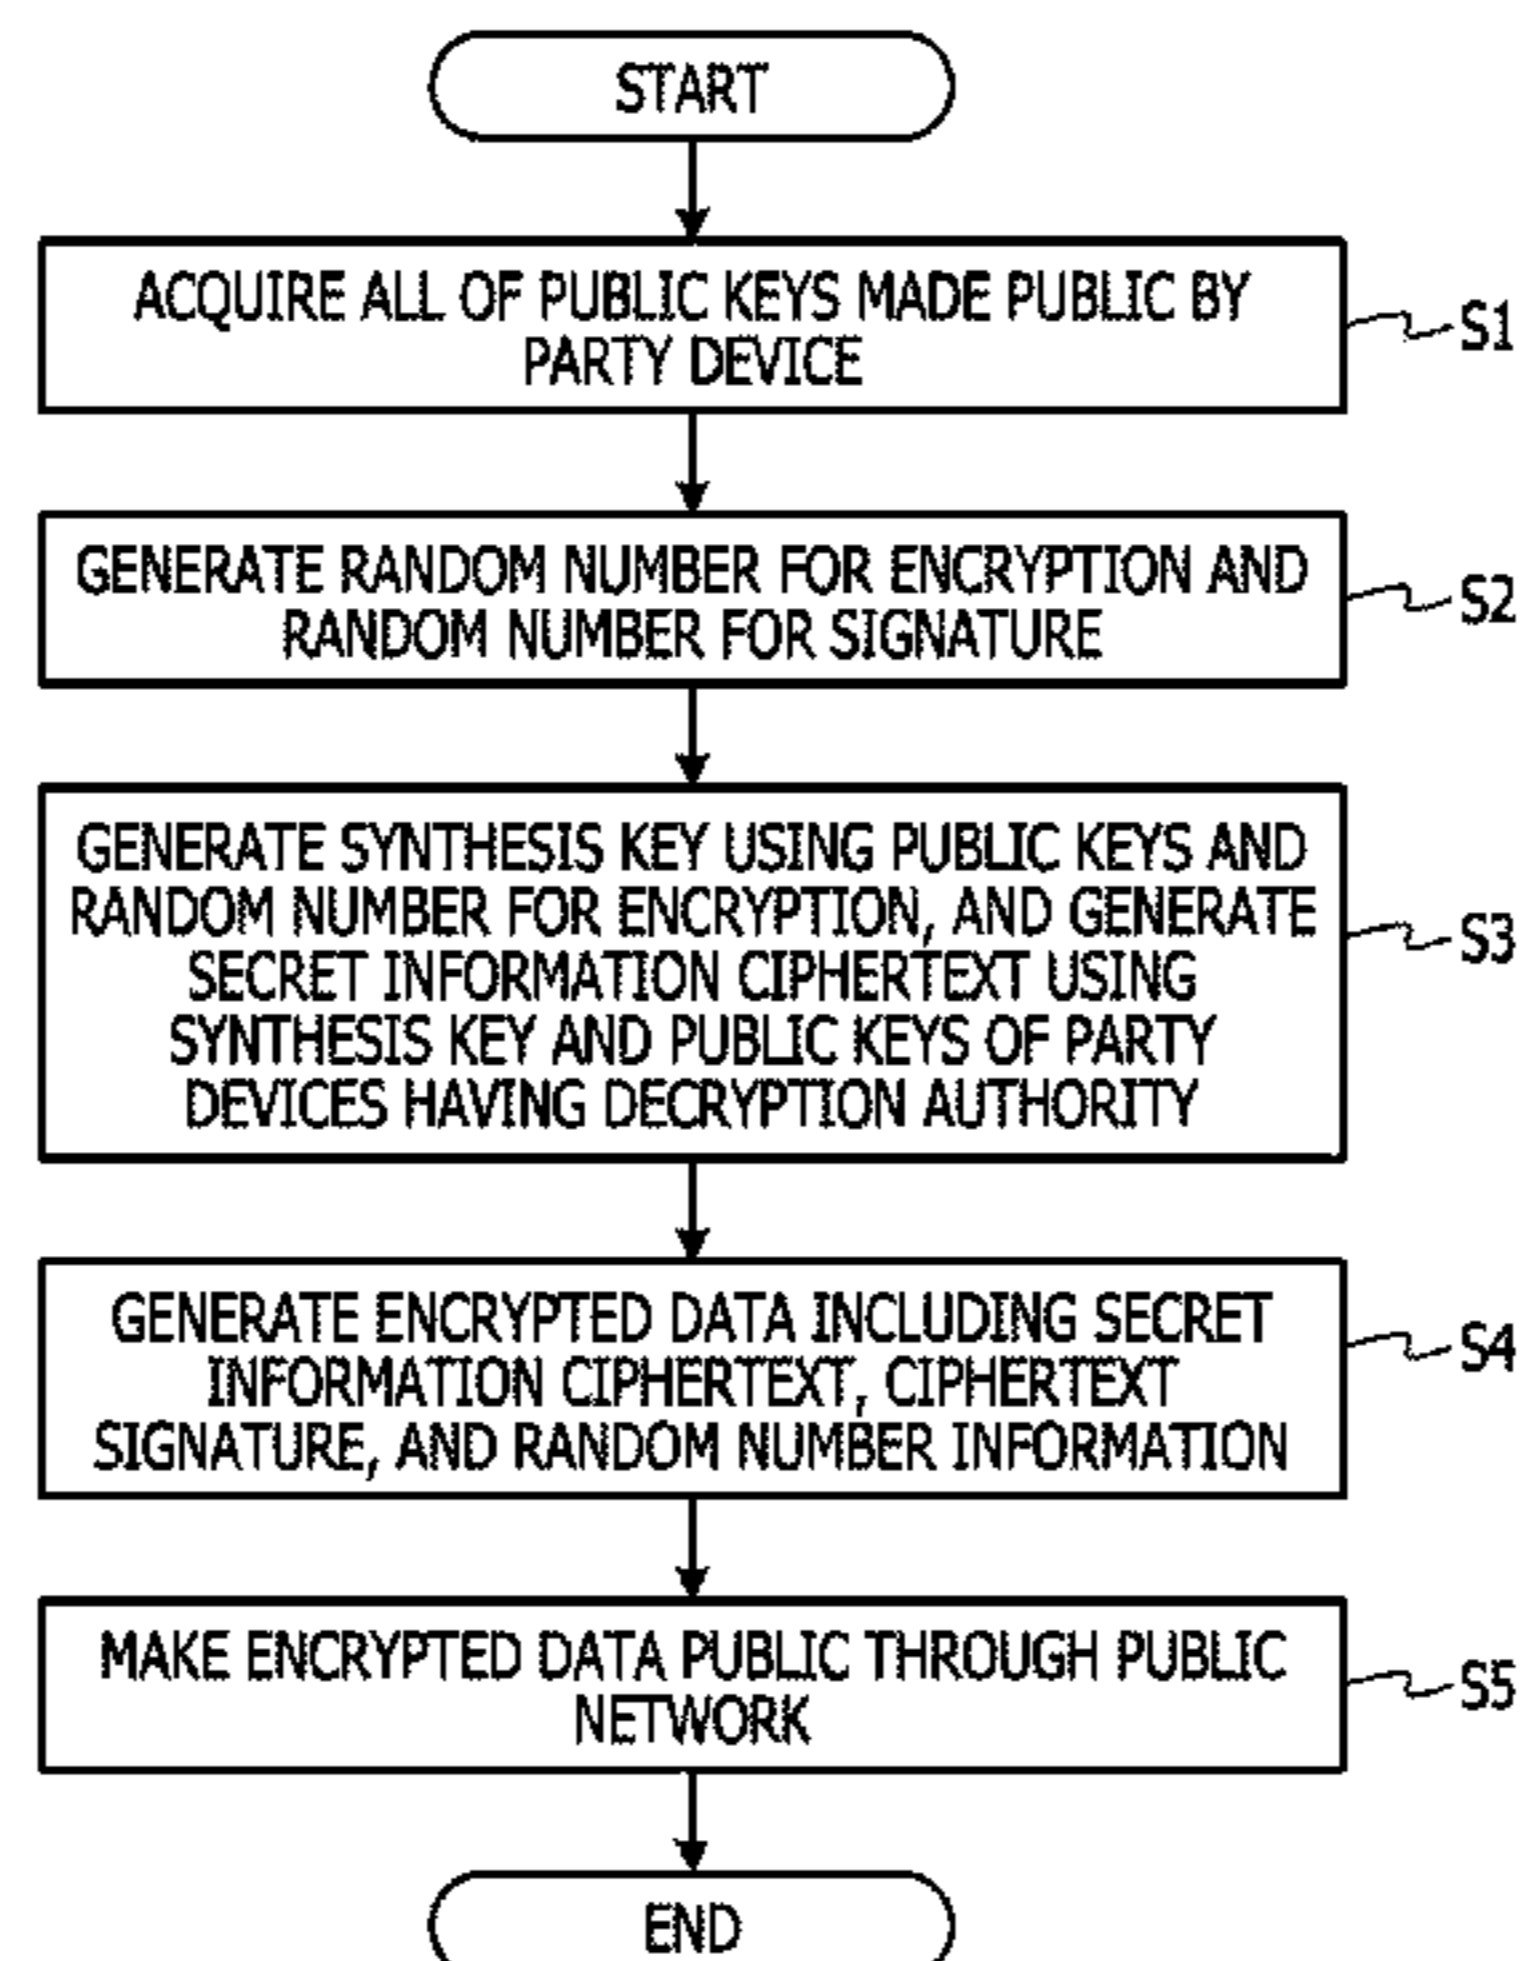 START
ACQUIRE ALL OF PUBLIC KEYS MADE PUBLIC BY
PARTY DEVICE
S1
GENERATE RANDOM NUMBER FOR ENCRYPTION AND
RANDOM NUMBER FOR SIGNATURE
S2
GENERATE SYNTHESIS KEY USING PUBLIC KEYS AND
RANDOM NUMBER FOR ENCRYPTION, AND GENERATE
SECRET INFORMATION CIPHERTEXT USING
SYNTHESIS KEY AND PUBLIC KEYS OF PARTY
DEVICES HAVING DECRYPTION AUTHORITY
S3
GENERATE ENCRYPTED DATA INCLUDING SECRET
INFORMATION CIPHERTEXT, CIPHERTEXT
SIGNATURE, AND RANDOM NUMBER INFORMATION
S4
MAKE ENCRYPTED DATA PUBLIC THROUGH PUBLIC
NETWORK
S5
END